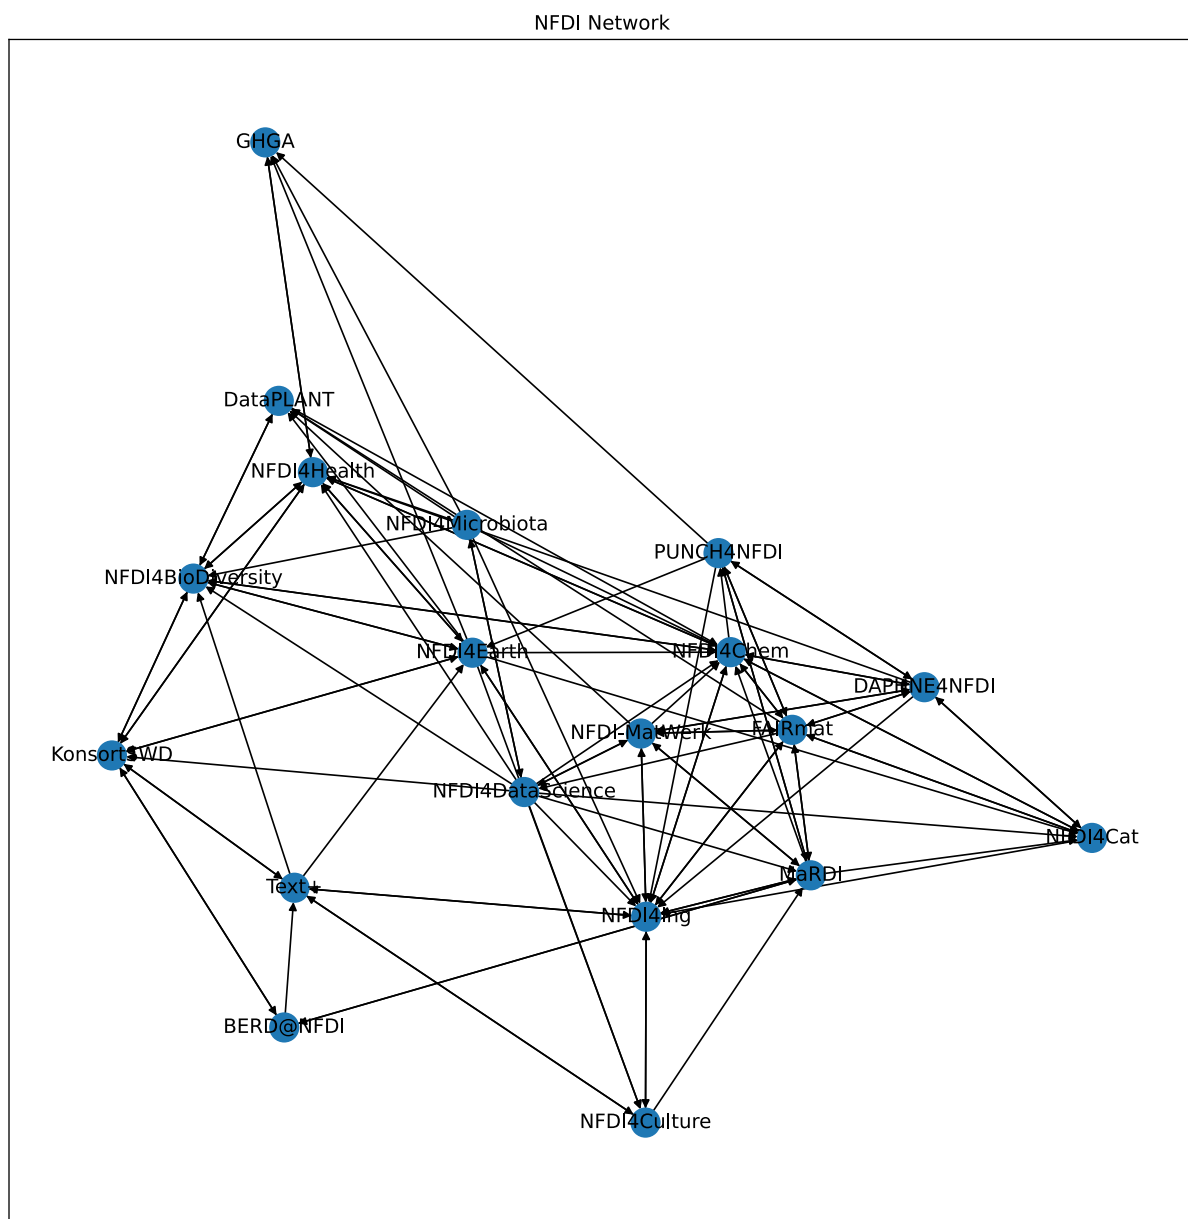 NFDI Network
GHGA
DataPLANT
NFDI4Health
NFDI4Microbiota
PUNCH4NFDI
NFDI4BioDiversity
NFDI4Earth
NFDI4Chem
DAPHNE4NFDI
NFDI-MatWerk
FAIRmat
KonsortSWD
NFDI4DataScience
NFDI4Cat
MaRDI
Text+
NFDI4Ing
BERD@NFDI
NFDI4Culture